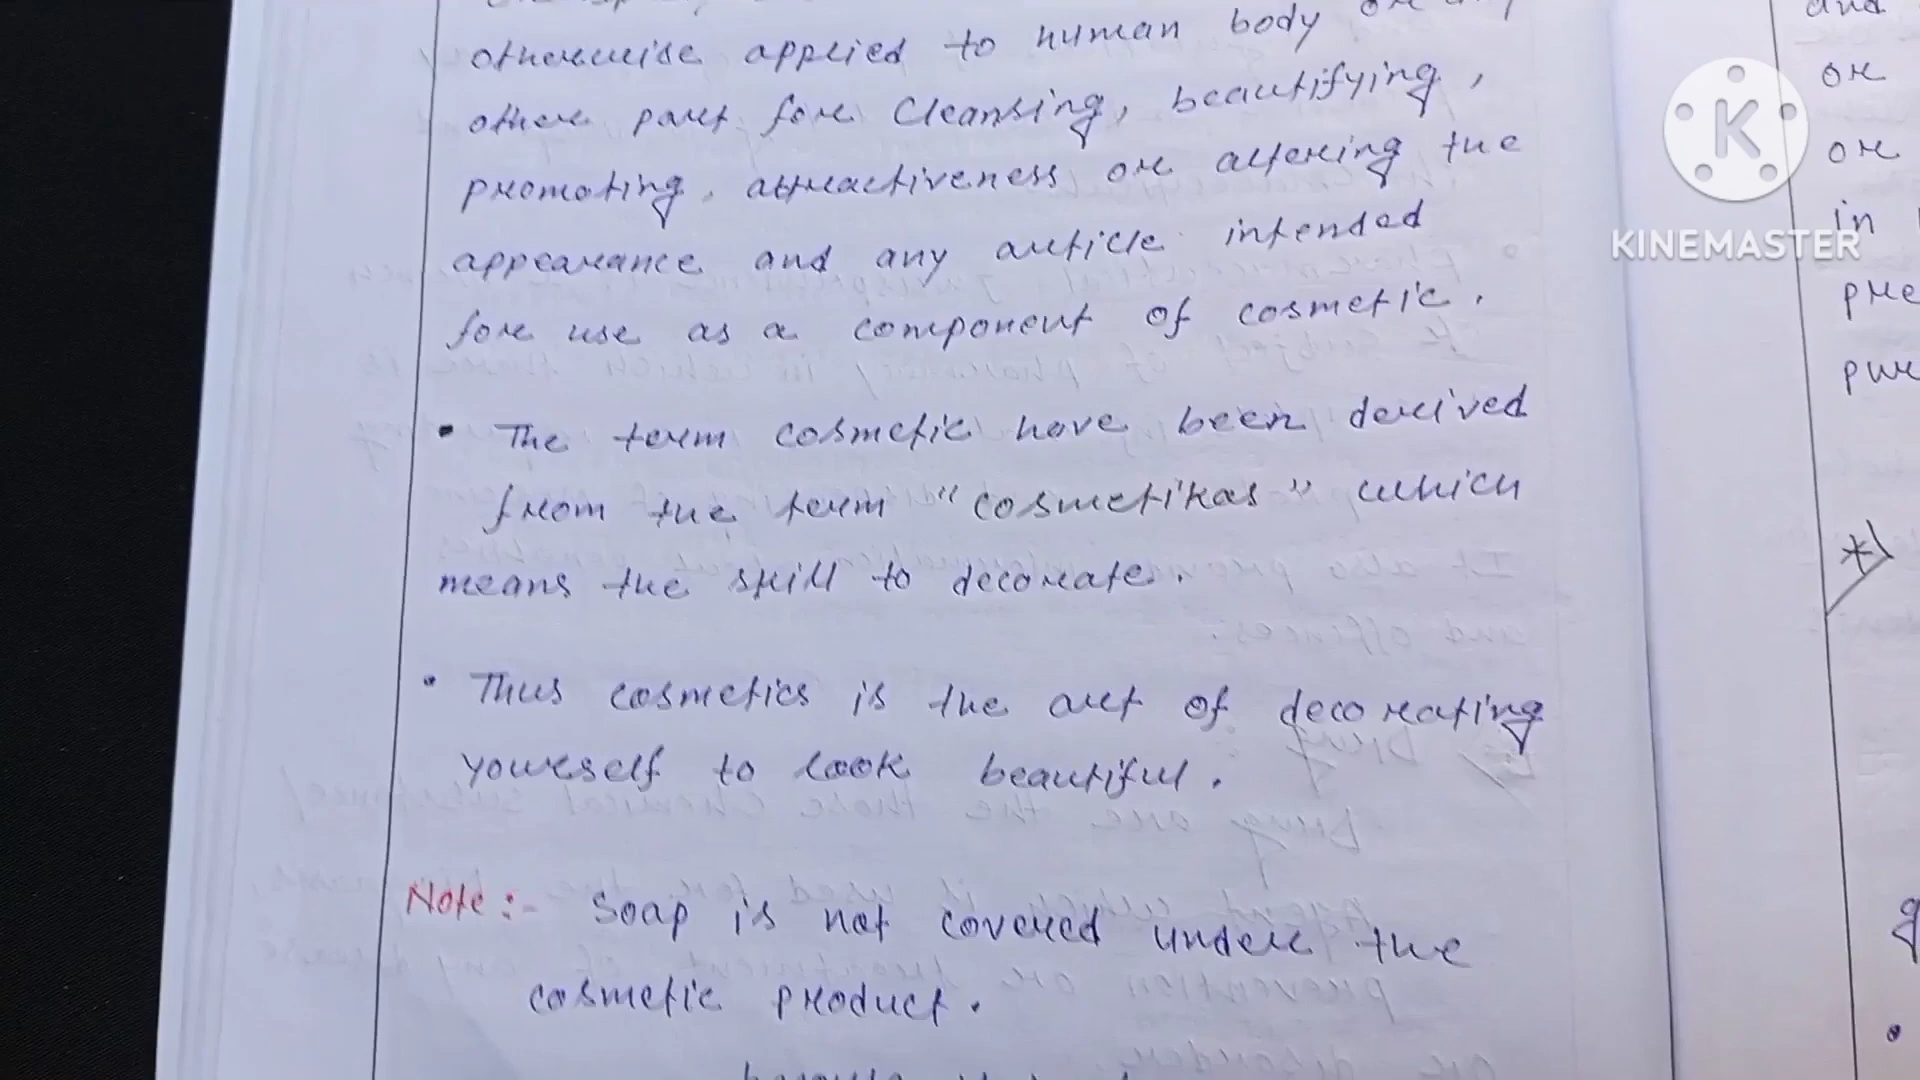 otherwise applied to human body or any
other part for cleansing, beautifying,
promoting, attractiveness or altering the
appearance and any article intended
for use as a component of cosmetic.
• The term cosmetic have been derived
from the term "cosmetikas" which
means the skill to decorate.
• Thus cosmetics is the art of decorating
yourself to look beautiful.
Note:- Soap is not covered under the
cosmetic product.
and
or
or
in
KINEMASTER